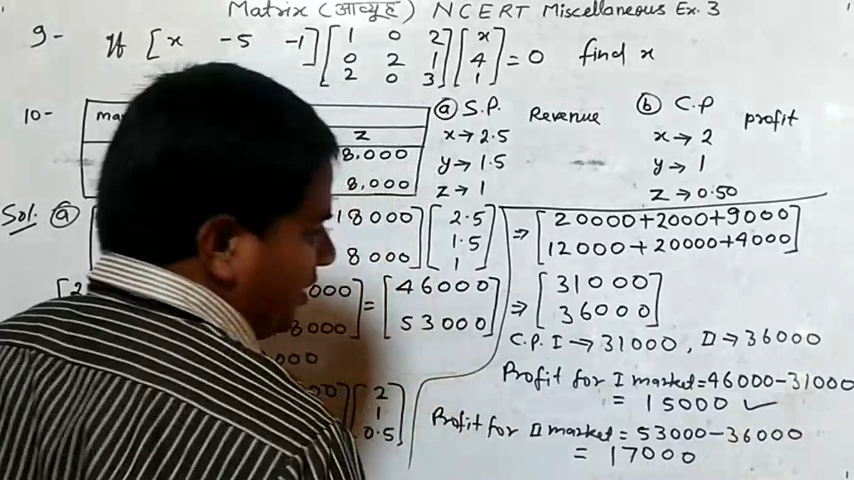 Matrix (आव्यूह) NCERT Miscellaneous Ex. 3
9- If [x -5 -1] [1 0 2
0 2 1
2 0 3] [x
4
1] = 0 find x
10-
z
8,000
8,000
ⓐ S.P. Revenue
x→2.5
y→1.5
z→1
ⓑ C.P profit
x→2
y→1
z→0.50
Sol. ⓐ
18000] [2.5
1.5
8000] 1]
000
8000] = [46000
53000]
000
[2
1
0.5]
⇒ [20000+2000+9000
12000+20000+4000]
⇒ [31000
36000]
C.P. I → 31000, II → 36000
Profit for I market = 46000-31000
= 15000 ✓
Profit for II market = 53000-36000
= 17000